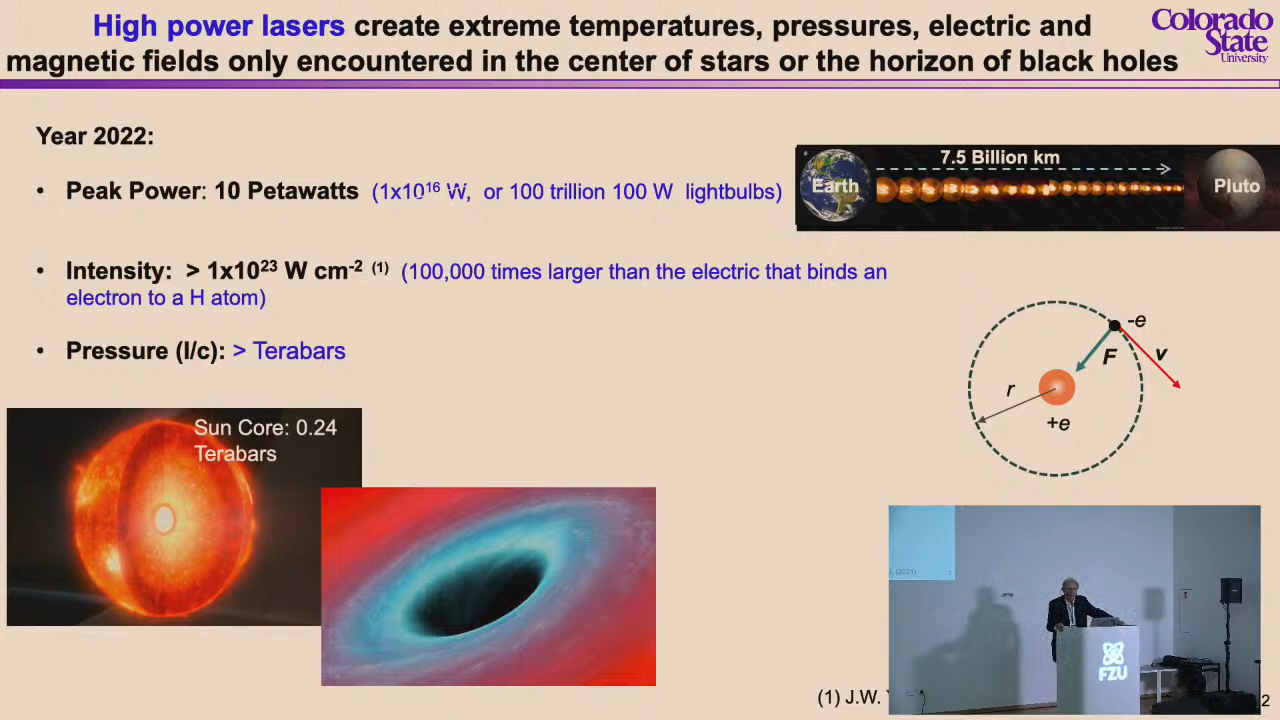 High power lasers create extreme temperatures, pressures, electric and
magnetic fields only encountered in the center of stars or the horizon of black holes
Colorado
State
University
Year 2022:
• Peak Power: 10 Petawatts (1x10¹⁶ W, or 100 trillion 100 W lightbulbs)
7.5 Billion km
Earth
Pluto
• Intensity: > 1x10²³ W cm⁻² ⁽¹⁾ (100,000 times larger than the electric that binds an
electron to a H atom)
• Pressure (I/c): > Terabars
-e
F
v
r
+e
Sun Core: 0.24
Terabars
(2021)
FZU
(1) J.W.
2